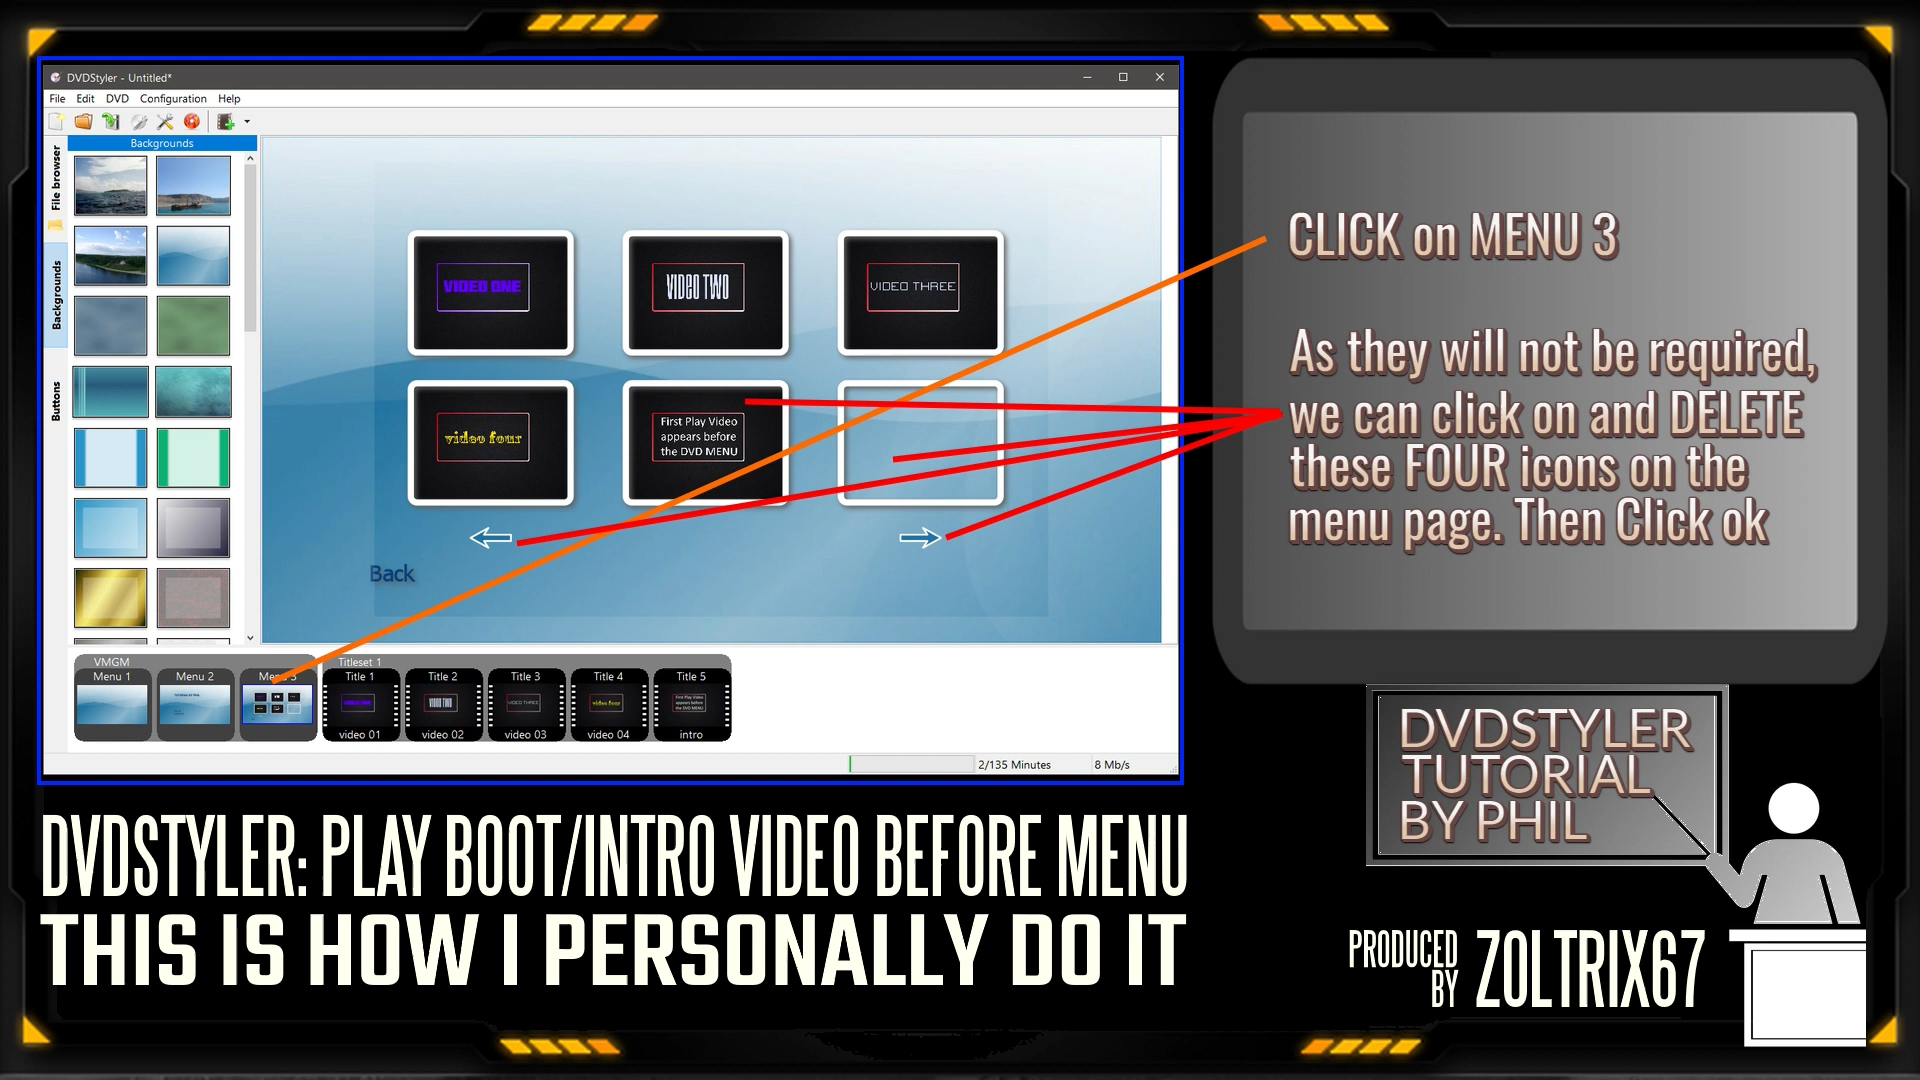 DVDStyler - Untitled*
File Edit DVD Configuration Help
File browser
Backgrounds
Buttons
Backgrounds
VIDEO ONE
VIDEO TWO
VIDEO THREE
video four
First Play Video
appears before
the DVD MENU
Back
VMGM
Menu 1
Menu 2
Menu 3
Titleset 1
Title 1
Title 2
Title 3
Title 4
Title 5
video 01
video 02
video 03
video 04
intro
2/135 Minutes
8 Mb/s
CLICK on MENU 3
As they will not be required,
we can click on and DELETE
these FOUR icons on the
menu page. Then Click ok
DVDSTYLER
TUTORIAL
BY PHIL
DVDSTYLER: PLAY BOOT/INTRO VIDEO BEFORE MENU
THIS IS HOW I PERSONALLY DO IT
PRODUCED
BY
ZOLTRIX67